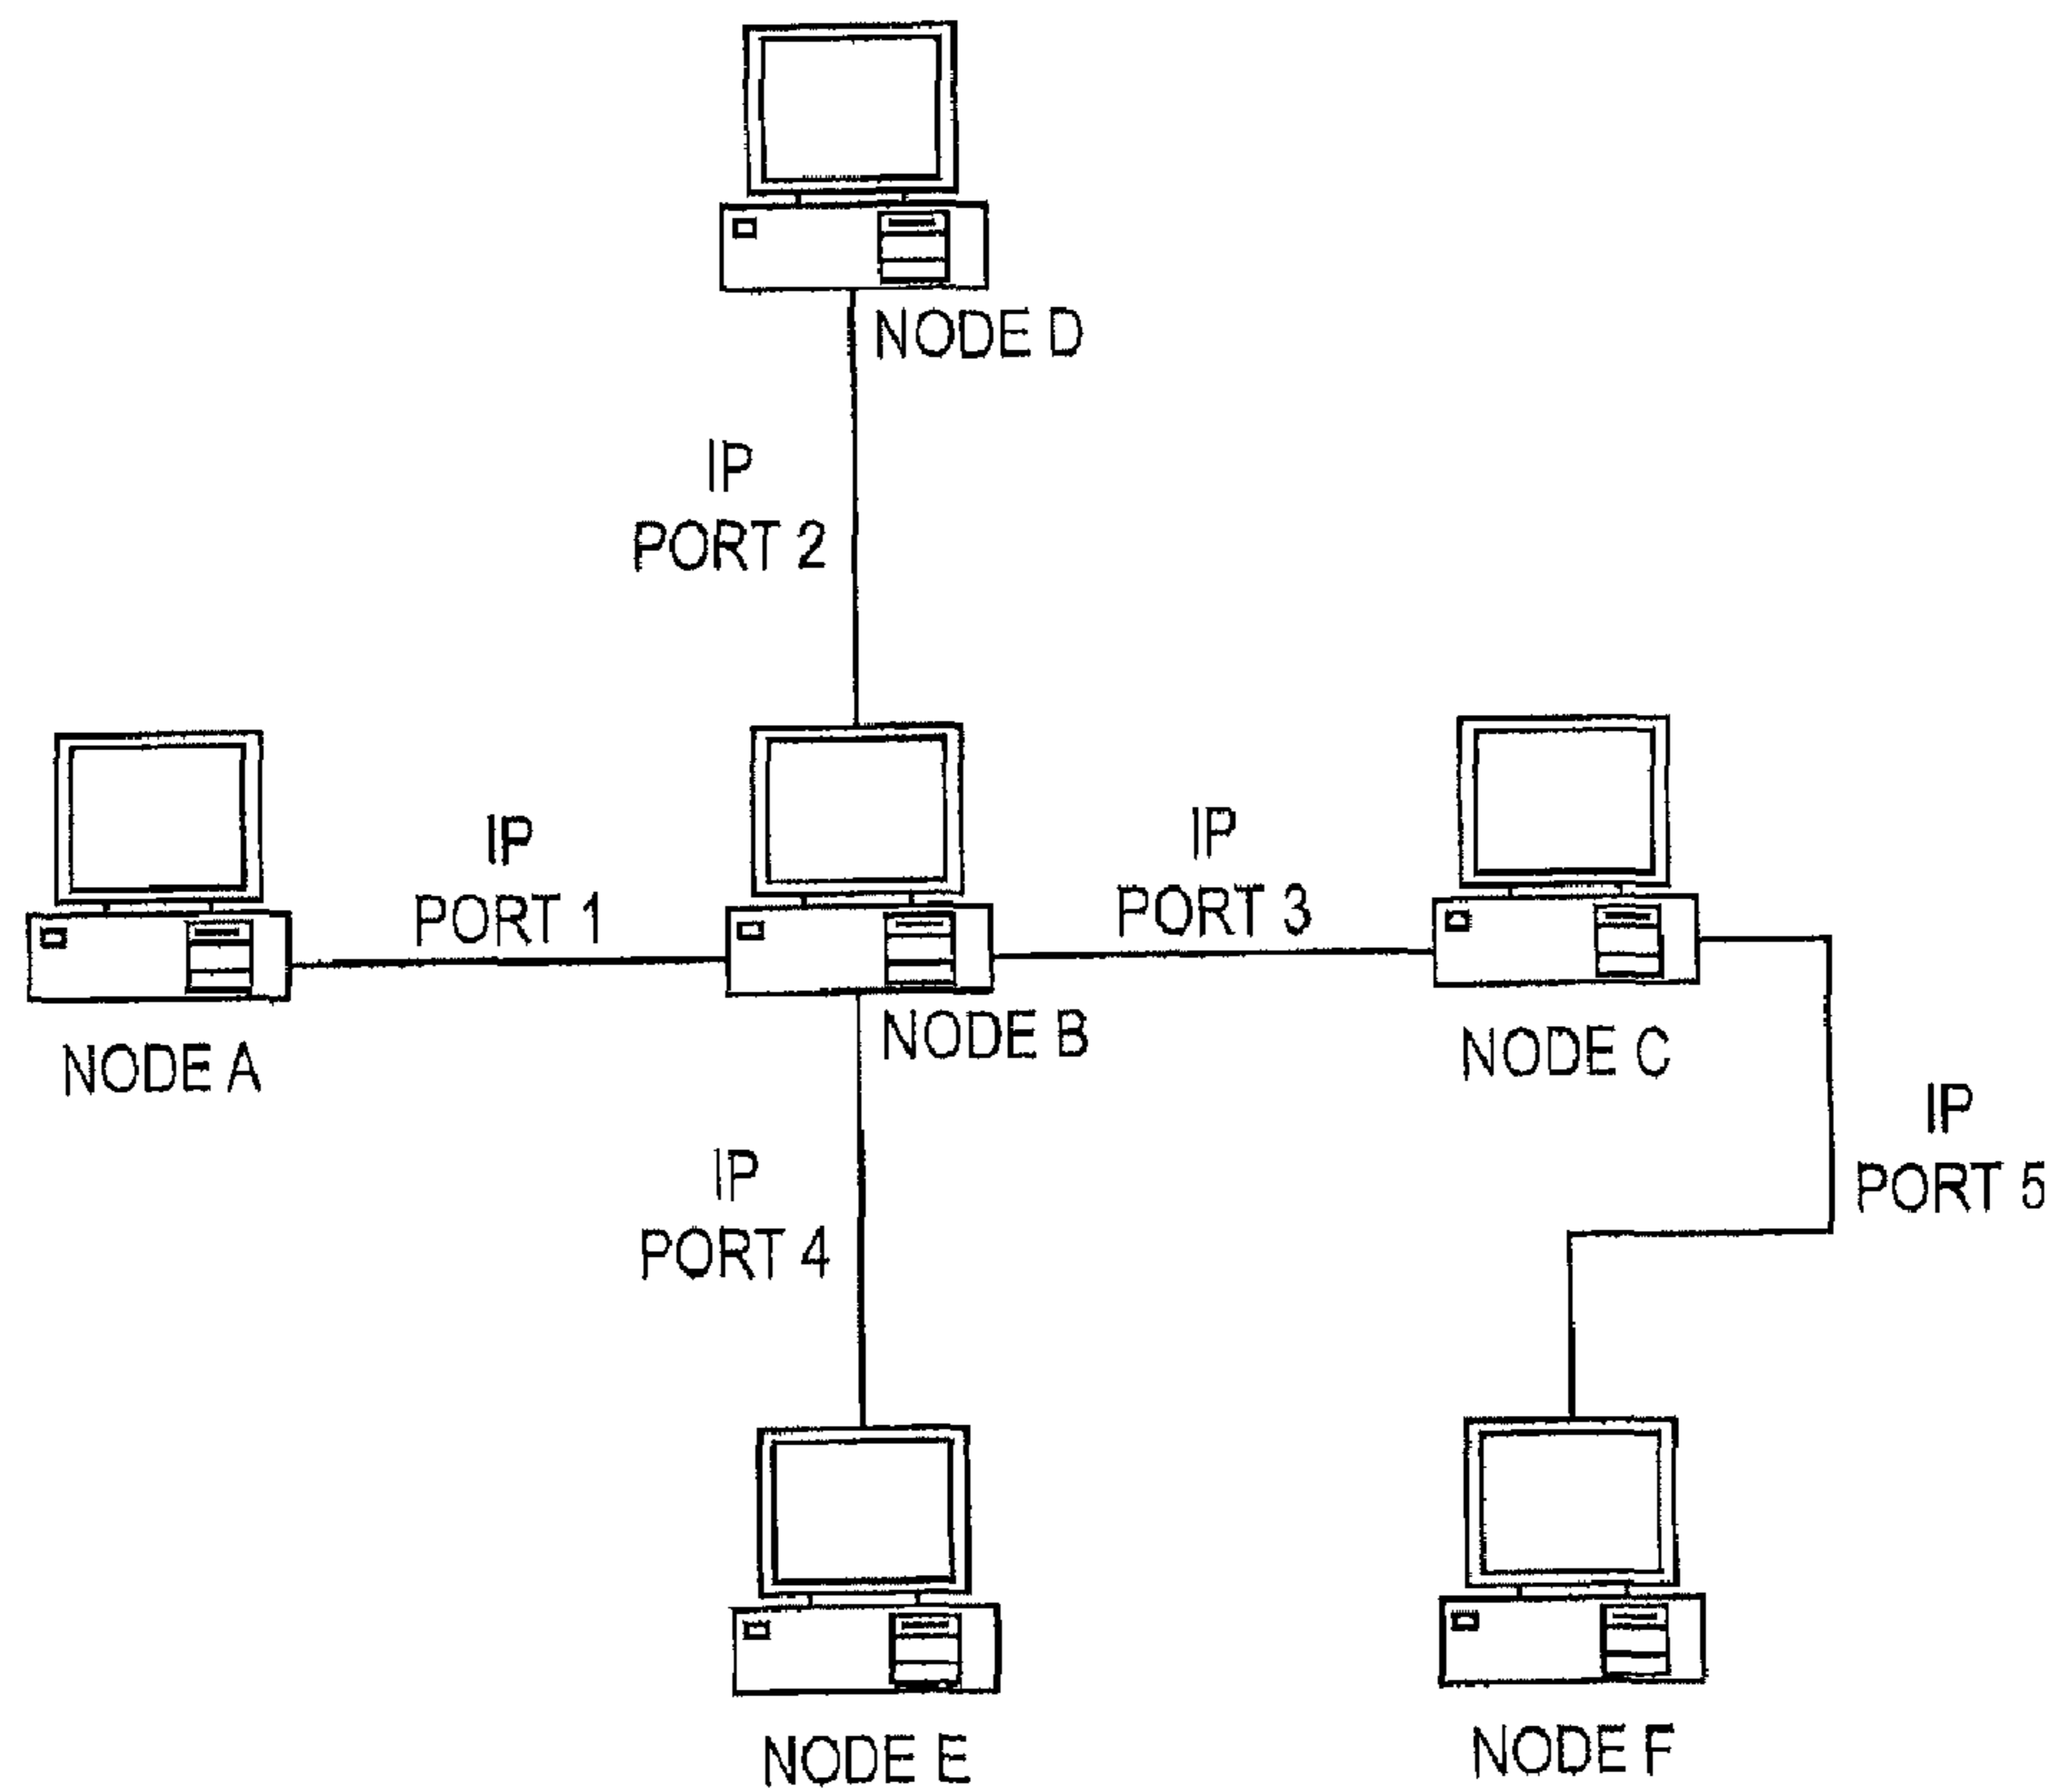 NODE D
IP
PORT 2
IP
PORT 1
IP
PORT 3
NODE A
NODE B
NODE C
IP
PORT 4
IP
PORT 5
NODE E
NODE F